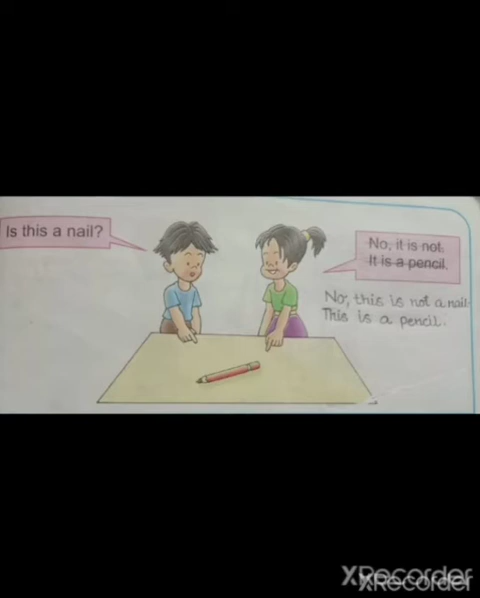 Is this a nail?
No, it is not.
It is a pencil.
No, this is not a nail.
This is a pencil.
XRecorder
XRecorder